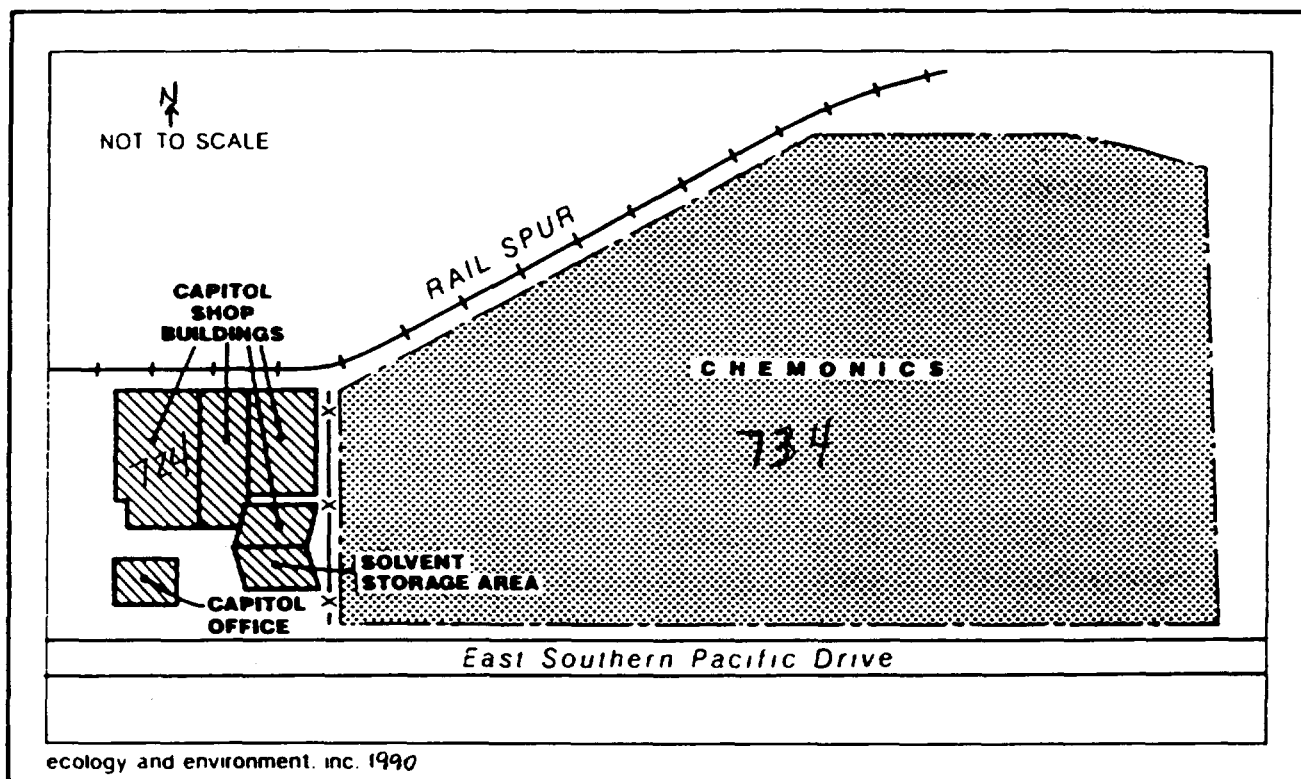 N
NOT TO SCALE
RAIL SPUR
CAPITOL
SHOP
BUILDINGS
CHEMONICS
734
724
SOLVENT
STORAGE AREA
CAPITOL
OFFICE
East Southern Pacific Drive
ecology and environment, inc. 1990